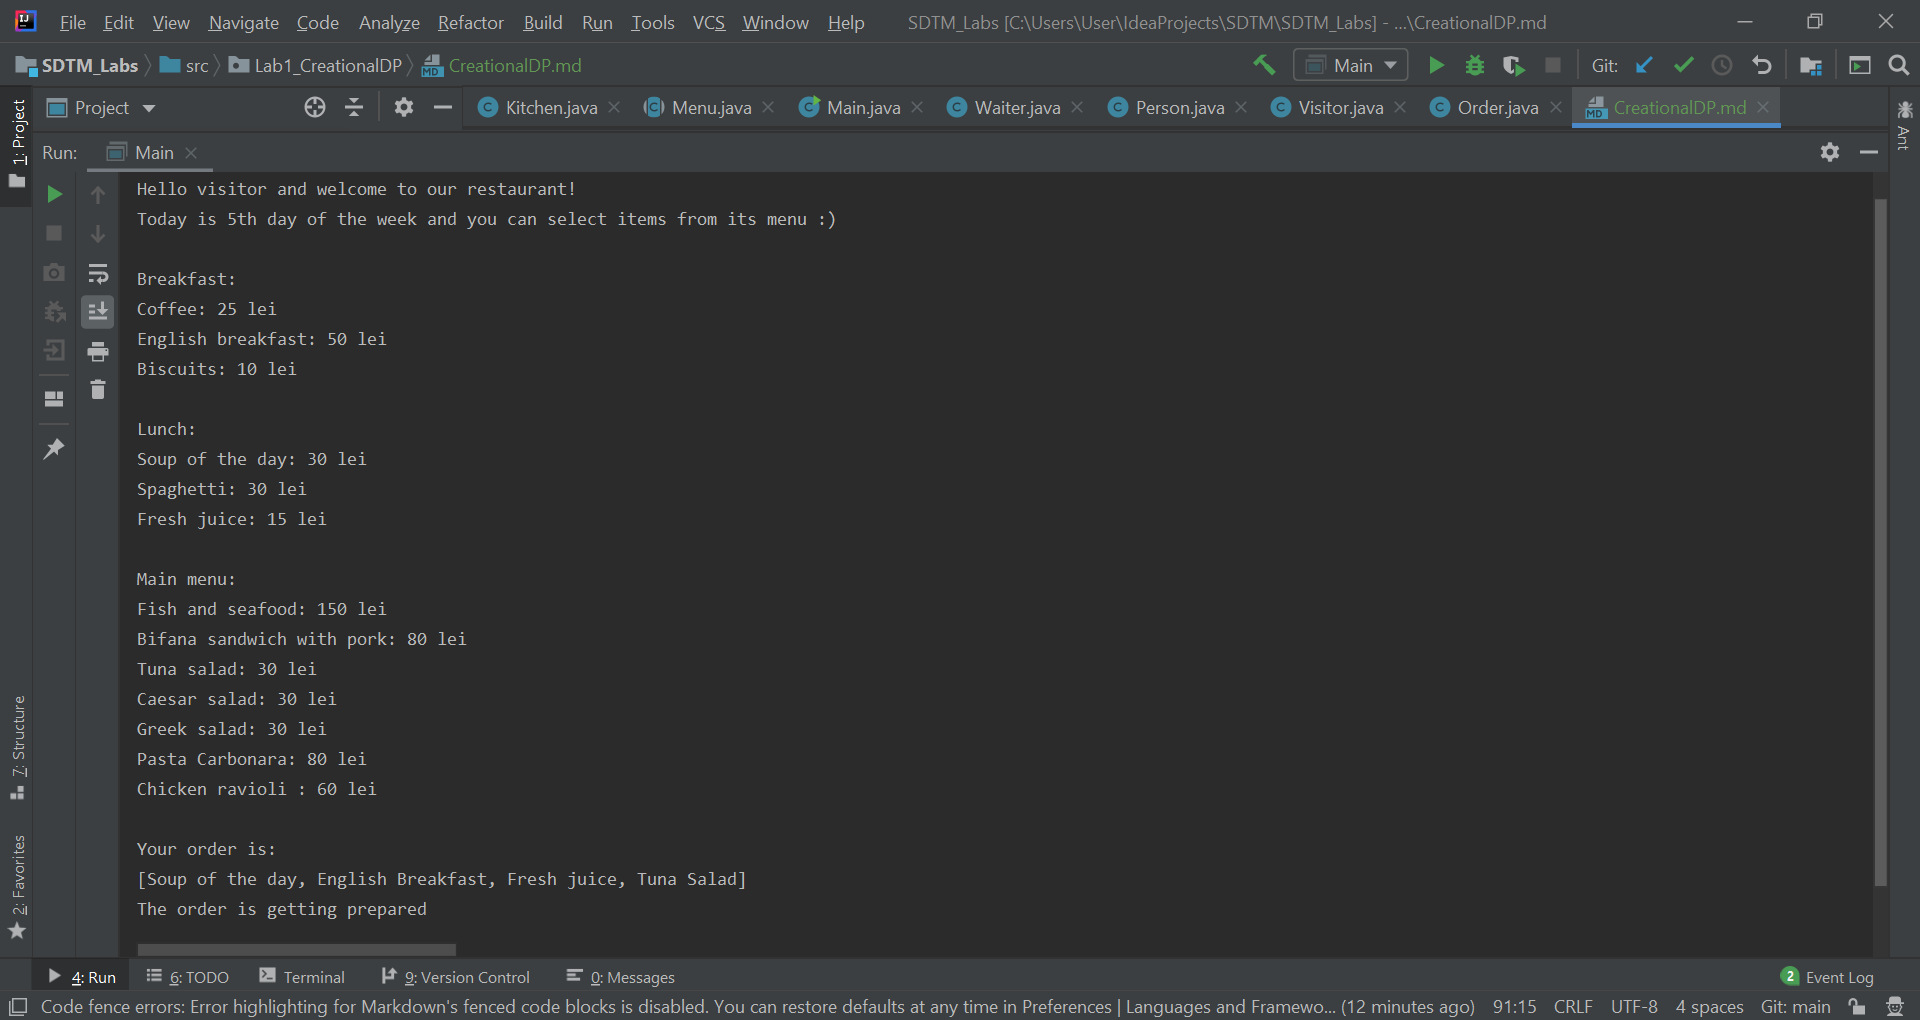 File Edit View Navigate Code Analyze Refactor Build Run Tools VCS Window Help SDTM_Labs [C:\Users\User\IdeaProjects\SDTM\SDTM_Labs] - ...\CreationalDP.md
SDTM_Labs src Lab1_CreationalDP CreationalDP.md Main Git:
Project Kitchen.java Menu.java Main.java Waiter.java Person.java Visitor.java Order.java CreationalDP.md
1: Project
Ant
Run: Main
Hello visitor and welcome to our restaurant!
Today is 5th day of the week and you can select items from its menu :)
Breakfast:
Coffee: 25 lei
English breakfast: 50 lei
Biscuits: 10 lei
Lunch:
Soup of the day: 30 lei
Spaghetti: 30 lei
Fresh juice: 15 lei
Main menu:
Fish and seafood: 150 lei
Bifana sandwich with pork: 80 lei
Tuna salad: 30 lei
Caesar salad: 30 lei
Greek salad: 30 lei
Pasta Carbonara: 80 lei
Chicken ravioli : 60 lei
Your order is:
[Soup of the day, English Breakfast, Fresh juice, Tuna Salad]
The order is getting prepared
7: Structure
2: Favorites
4: Run 6: TODO Terminal 9: Version Control 0: Messages 2 Event Log
Code fence errors: Error highlighting for Markdown's fenced code blocks is disabled. You can restore defaults at any time in Preferences | Languages and Framewo... (12 minutes ago) 91:15 CRLF UTF-8 4 spaces Git: main